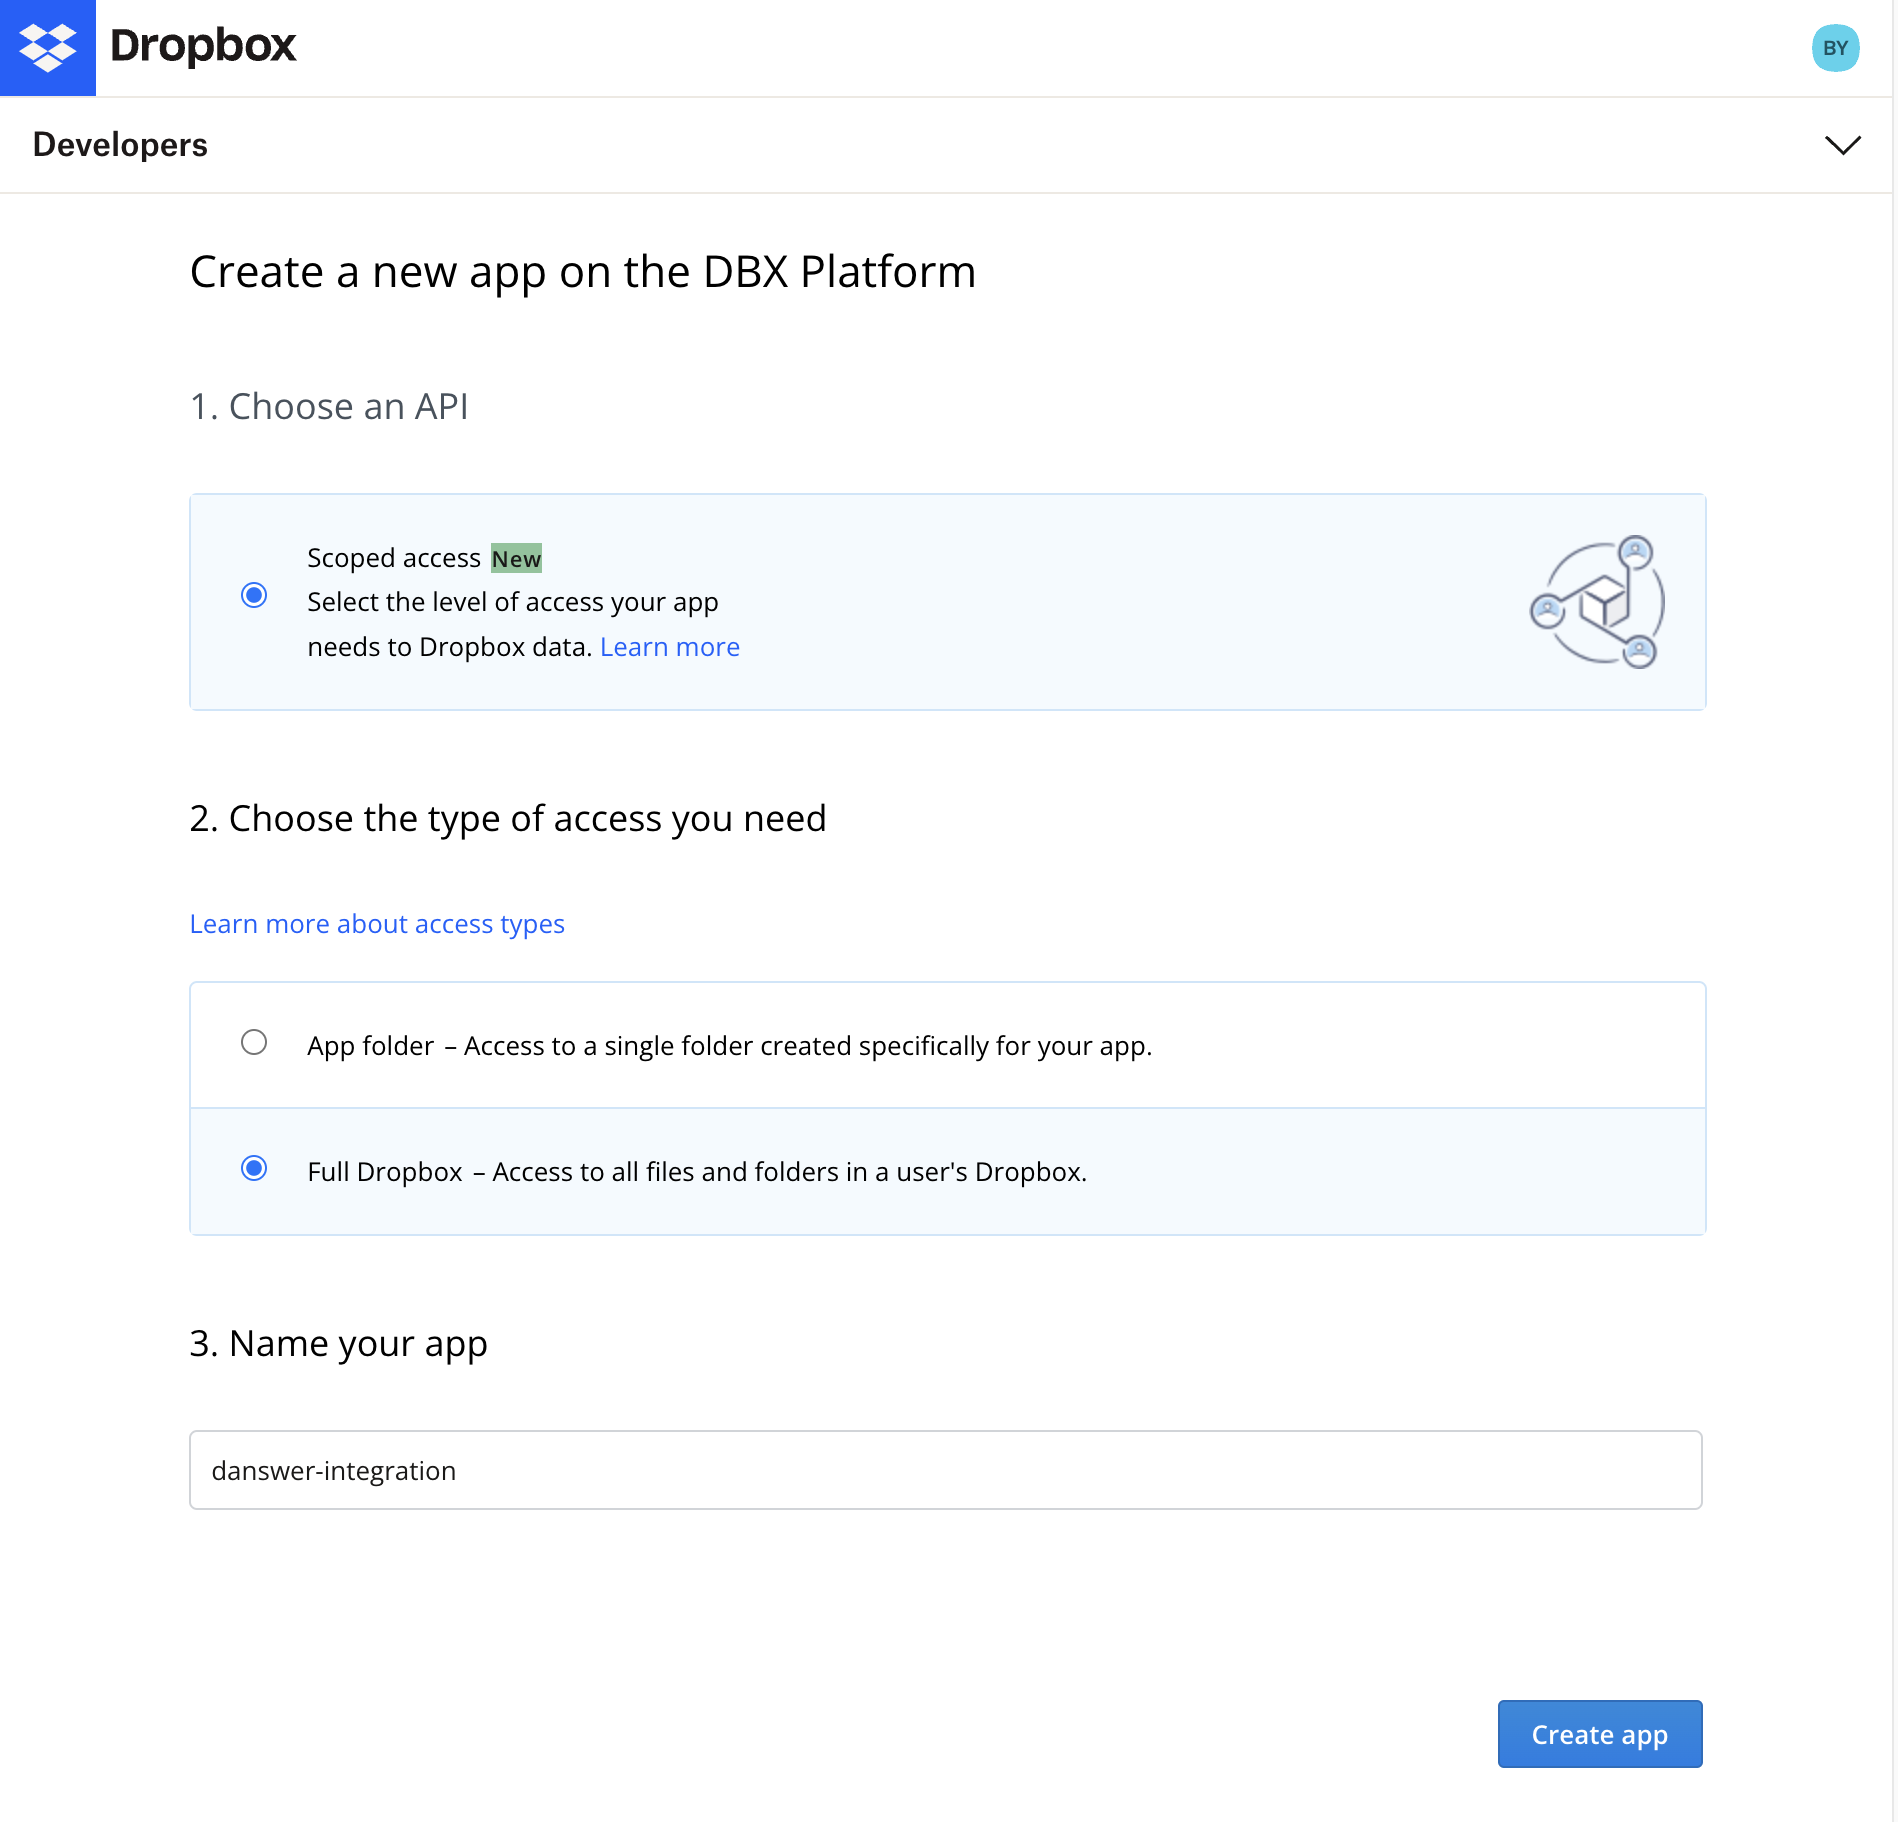 Dropbox
BY
Developers
Create a new app on the DBX Platform
1. Choose an API
Scoped access New
Select the level of access your app
needs to Dropbox data. Learn more
2. Choose the type of access you need
Learn more about access types
App folder – Access to a single folder created specifically for your app.
Full Dropbox – Access to all files and folders in a user's Dropbox.
3. Name your app
danswer-integration
Create app